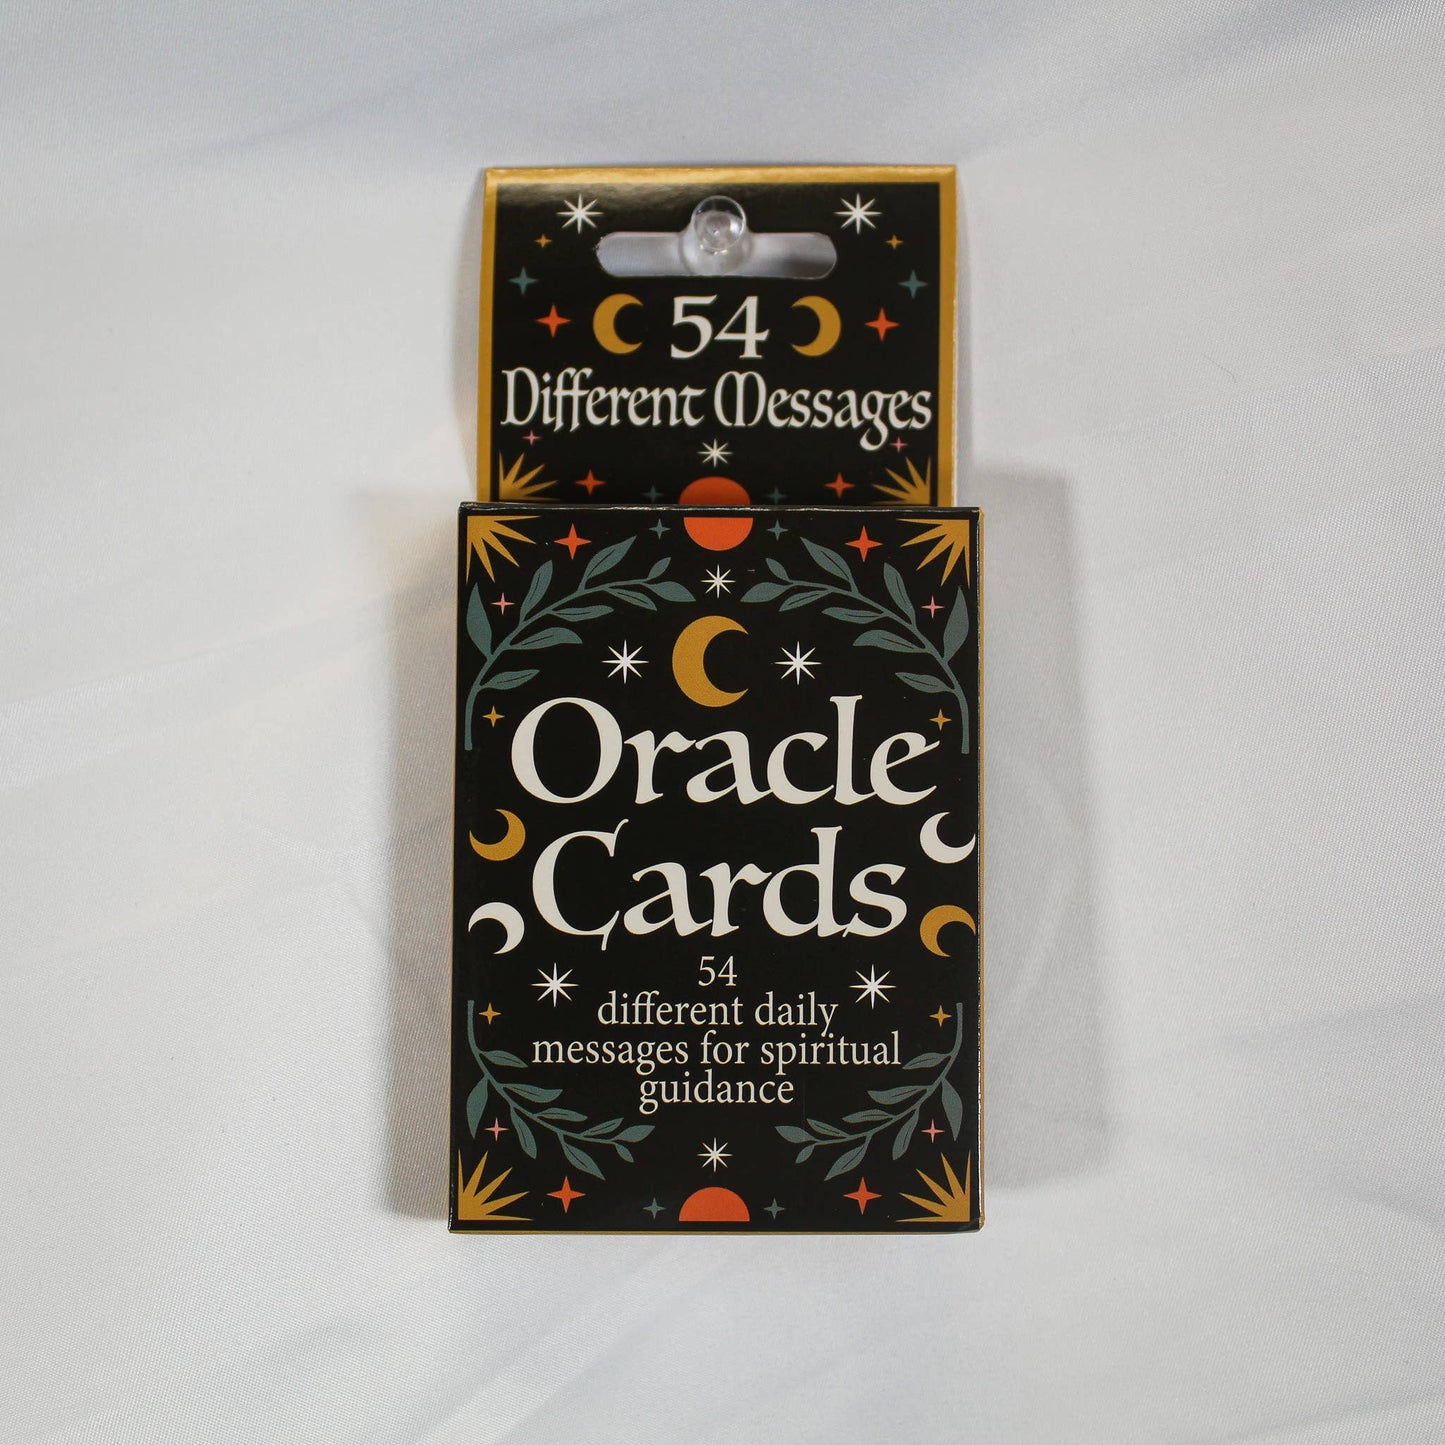 54
Different Messages
Oracle
Cards
54
different daily
messages for spiritual
guidance